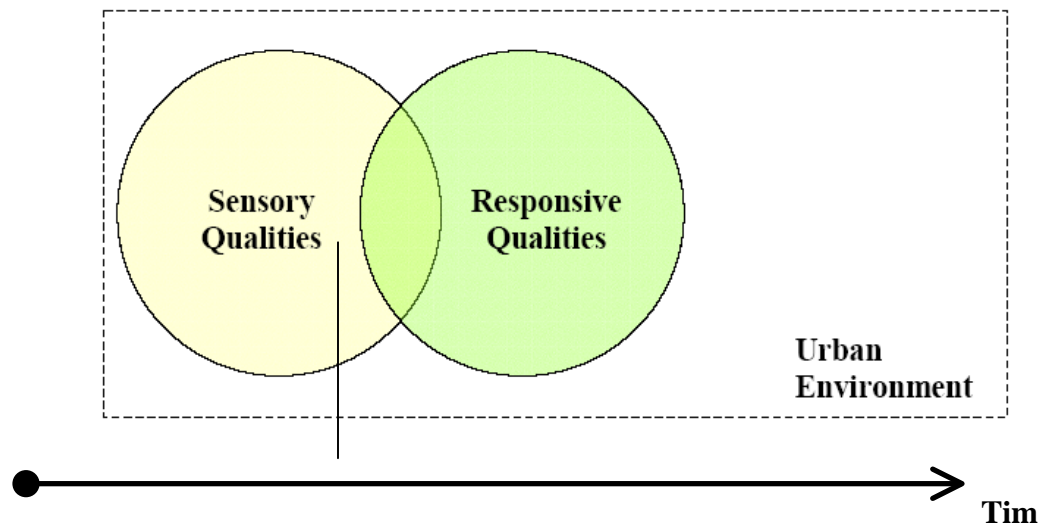 Sensory
Qualities
Responsive
Qualities
Urban
Environment
Tim